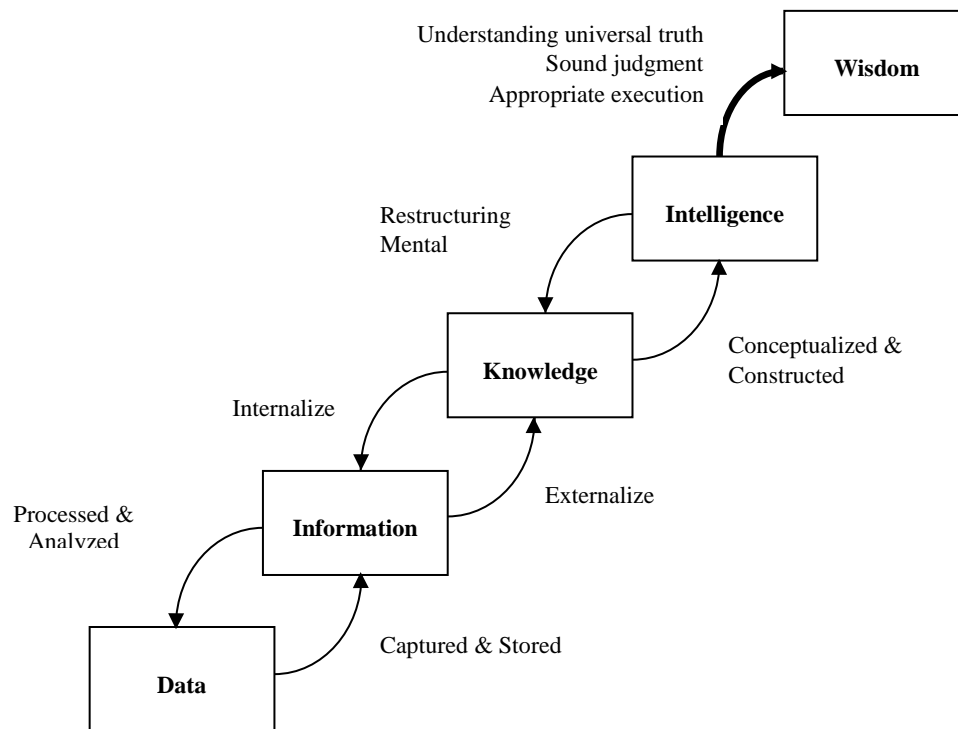 Understanding universal truth
Sound judgment
Appropriate execution
Wisdom
Intelligence
Restructuring
Mental
Knowledge
Conceptualized &
Constructed
Internalize
Externalize
Information
Processed &
Analyzed
Captured & Stored
Data